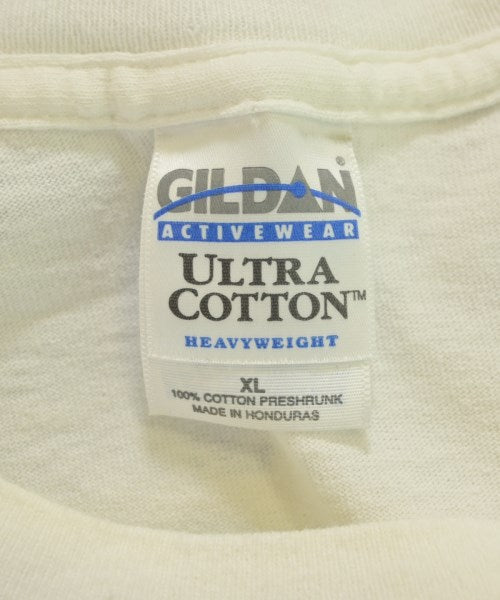 GILDAN®
ACTIVEWEAR
ULTRA
COTTON™
HEAVYWEIGHT
XL
100% COTTON PRESHRUNK
MADE IN HONDURAS